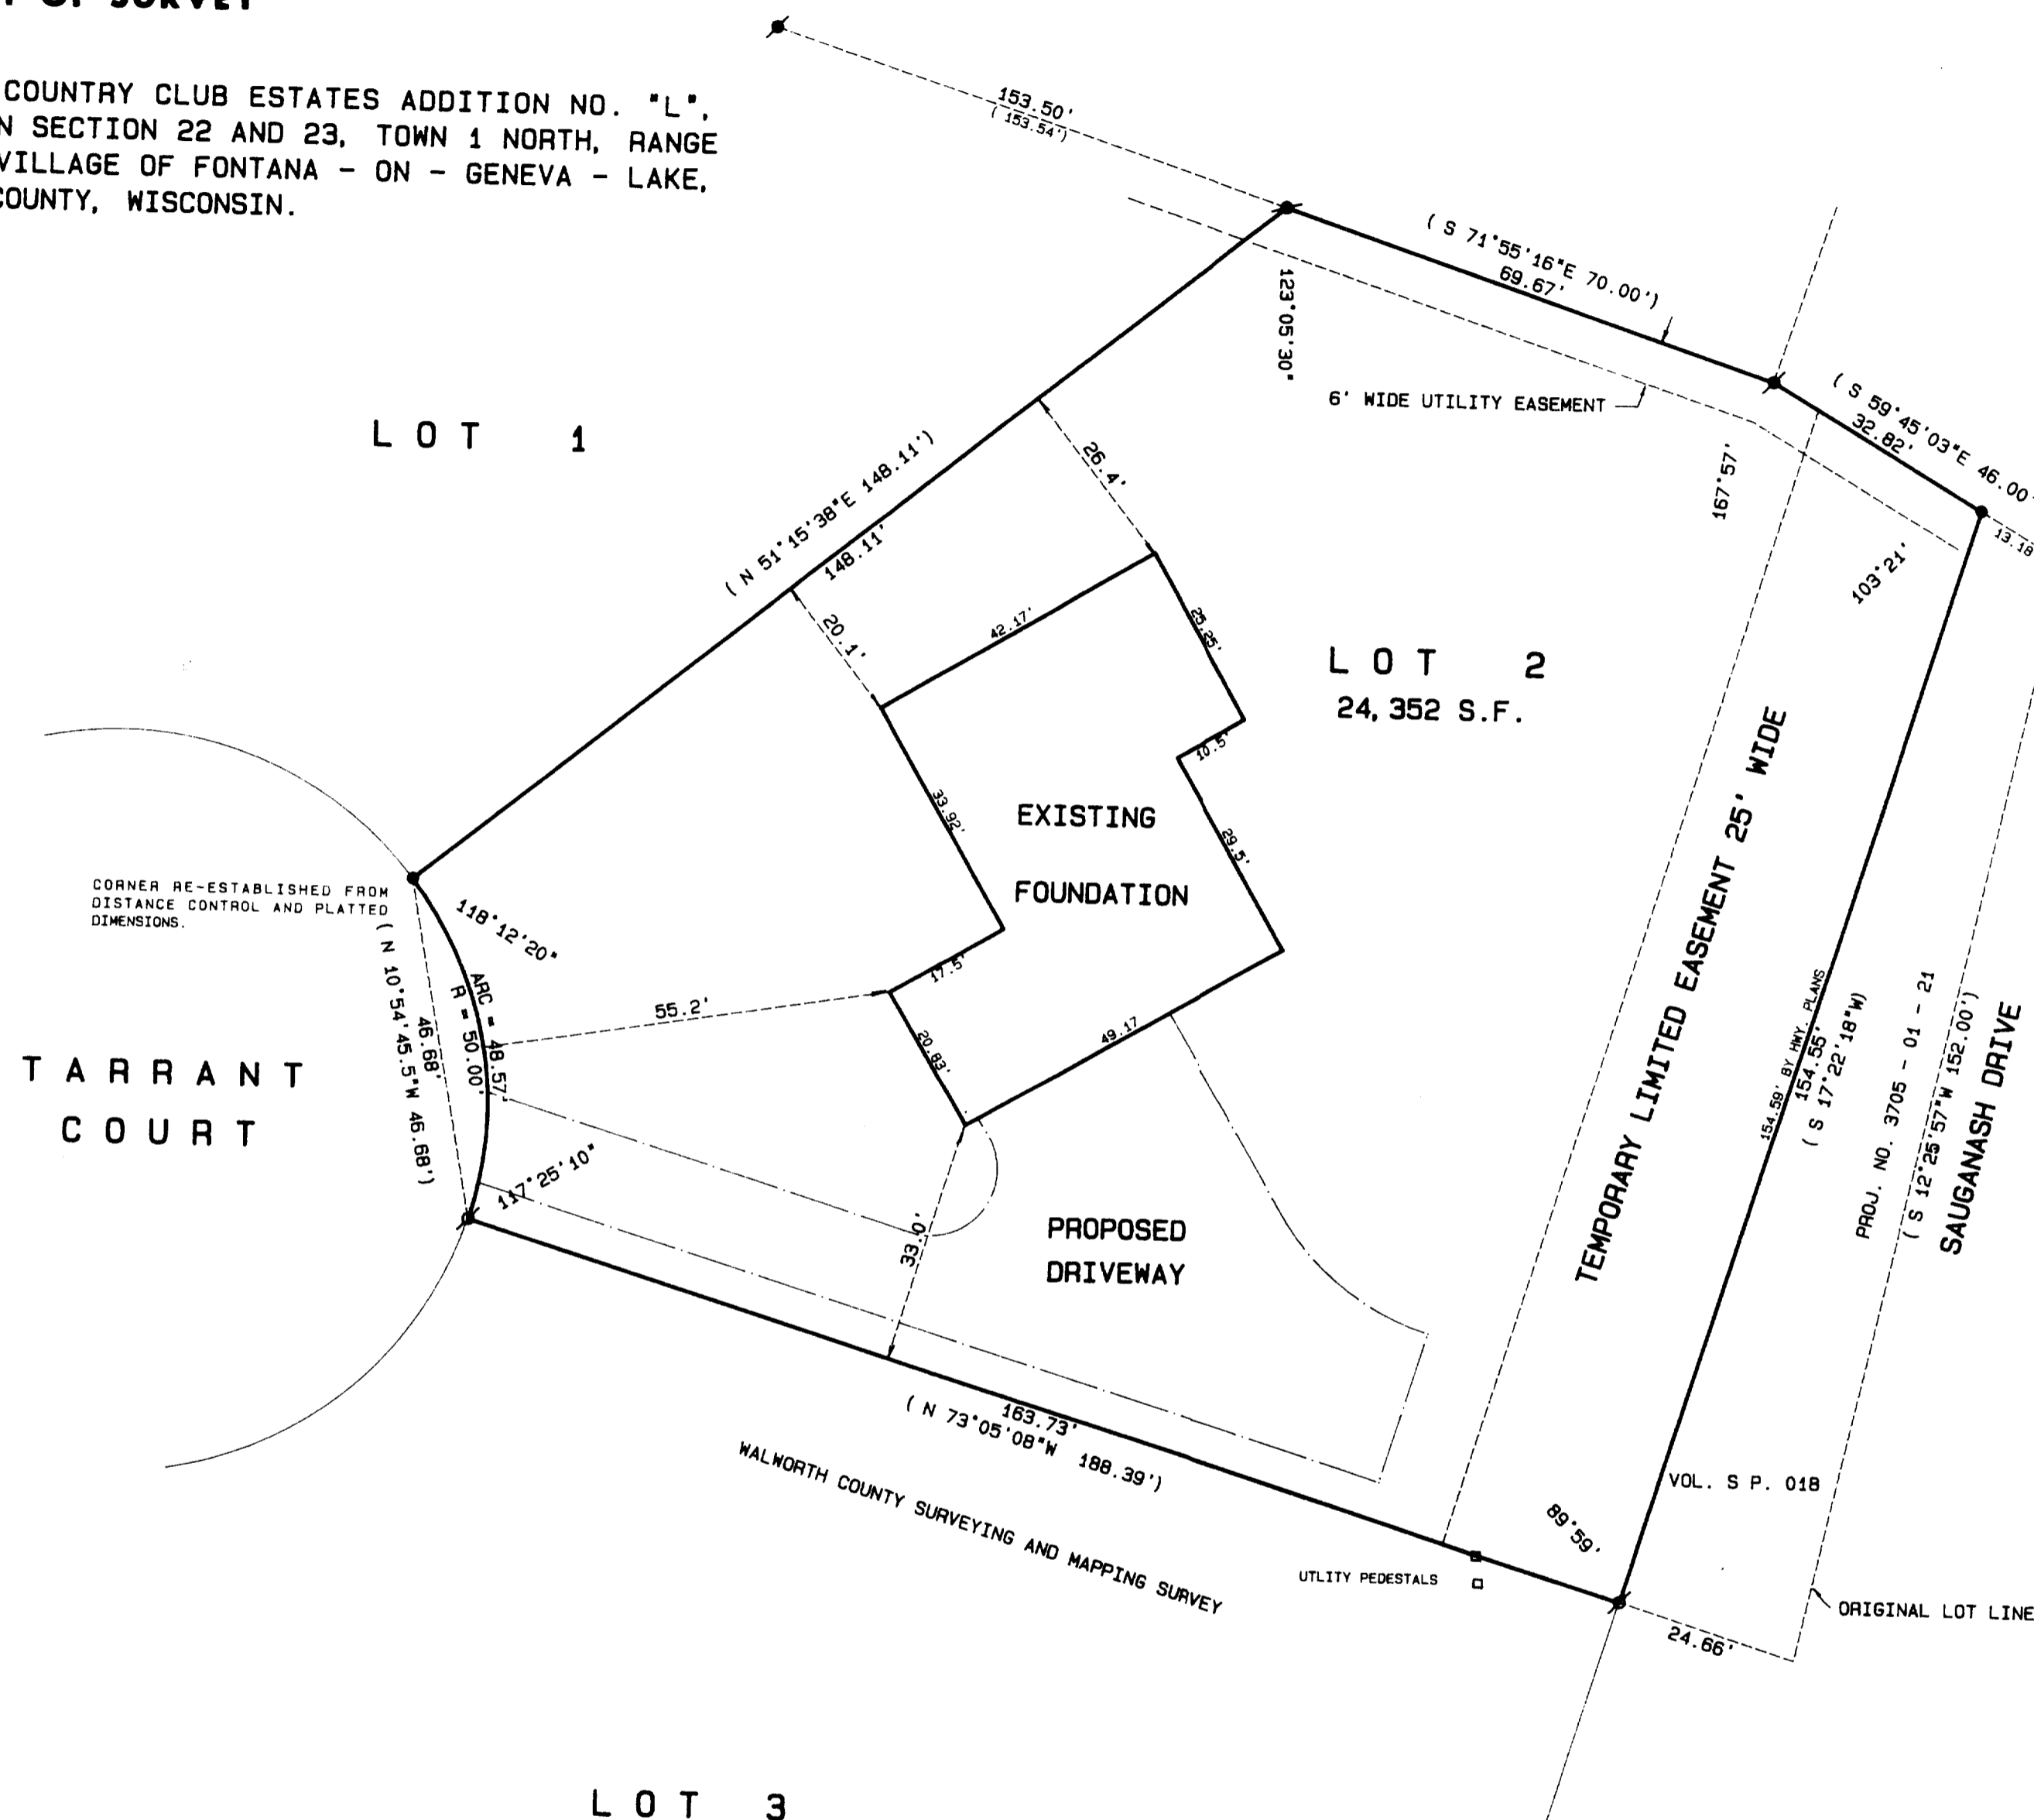 OF SURVEY
COUNTRY CLUB ESTATES ADDITION NO. "L",
N SECTION 22 AND 23, TOWN 1 NORTH, RANGE
VILLAGE OF FONTANA - ON - GENEVA - LAKE,
COUNTY, WISCONSIN.
153.50'
( 153.54')
( S 71°55'16"E 70.00')
69.67'
123°05'30"
6' WIDE UTILITY EASEMENT
( S 59°45'03"E 46.00'
32.82'
13.18
167°57'
103°21'
LOT 1
( N 51°15'38"E 148.11')
148.11'
26.4'
20.1'
42.17'
25.25'
LOT 2
24,352 S.F.
10.5'
33.92'
29.5'
EXISTING
FOUNDATION
17.5'
20.83'
49.17
55.2'
CORNER RE-ESTABLISHED FROM
DISTANCE CONTROL AND PLATTED
DIMENSIONS.
118°12'20"
ARC = 48.57'
R = 50.00'
46.68'
( N 10°54'45.5"W 46.68')
TARRANT
COURT
117°25'10"
33.0'
PROPOSED
DRIVEWAY
TEMPORARY LIMITED EASEMENT 25' WIDE
154.59' BY HWY. PLANS
154.55'
( S 17°22'18"W)
PROJ. NO. 3705 - 01 - 21
( S 12°25'57"W 152.00')
SAUGANASH DRIVE
163.73'
( N 73°05'08"W 188.39')
WALWORTH COUNTY SURVEYING AND MAPPING SURVEY
VOL. S P. 018
89°59'
UTLITY PEDESTALS
ORIGINAL LOT LINE
24.66'
LOT 3